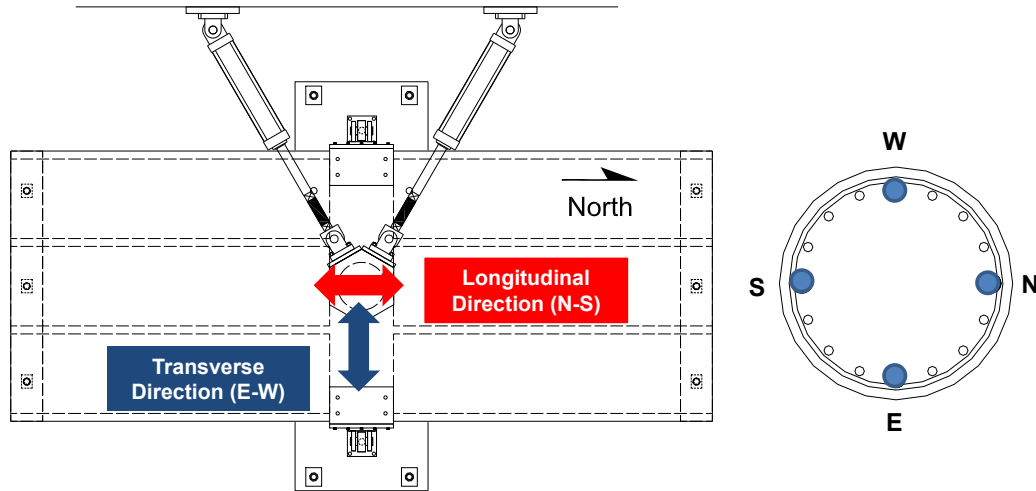 North
Longitudinal
Direction (N-S)
Transverse
Direction (E-W)
W
S
N
E